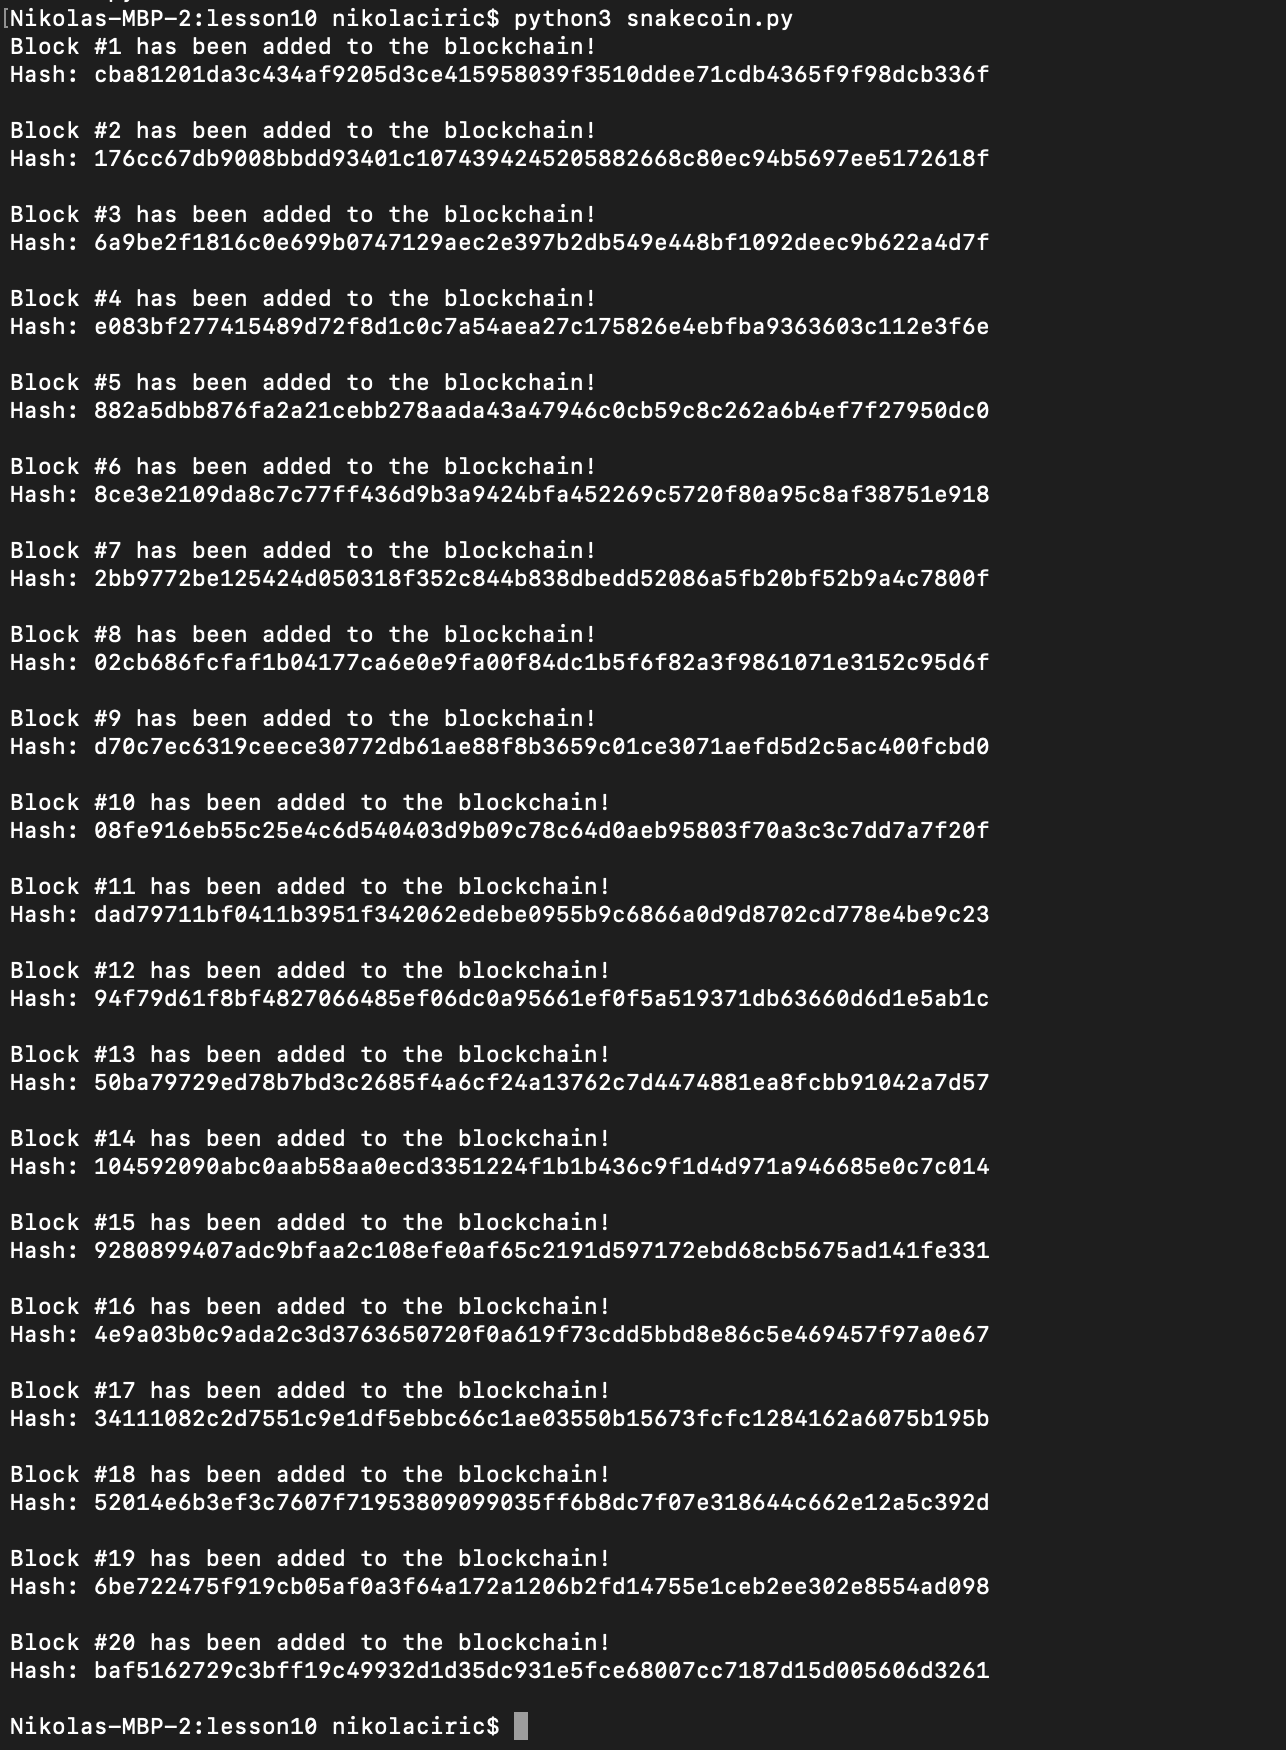 [Nikolas-MBP-2:lesson10 nikolaciric$ python3 snakecoin.py
Block #1 has been added to the blockchain!
Hash: cba81201da3c434af9205d3ce415958039f3510ddee71cdb4365f9f98dcb336f
Block #2 has been added to the blockchain!
Hash: 176cc67db9008bbdd93401c1074394245205882668c80ec94b5697ee5172618f
Block #3 has been added to the blockchain!
Hash: 6a9be2f1816c0e699b0747129aec2e397b2db549e448bf1092deec9b622a4d7f
Block #4 has been added to the blockchain!
Hash: e083bf277415489d72f8d1c0c7a54aea27c175826e4ebfba9363603c112e3f6e
Block #5 has been added to the blockchain!
Hash: 882a5dbb876fa2a21cebb278aada43a47946c0cb59c8c262a6b4ef7f27950dc0
Block #6 has been added to the blockchain!
Hash: 8ce3e2109da8c7c77ff436d9b3a9424bfa452269c5720f80a95c8af38751e918
Block #7 has been added to the blockchain!
Hash: 2bb9772be125424d050318f352c844b838dbedd52086a5fb20bf52b9a4c7800f
Block #8 has been added to the blockchain!
Hash: 02cb686fcfaf1b04177ca6e0e9fa00f84dc1b5f6f82a3f9861071e3152c95d6f
Block #9 has been added to the blockchain!
Hash: d70c7ec6319ceece30772db61ae88f8b3659c01ce3071aefd5d2c5ac400fcbd0
Block #10 has been added to the blockchain!
Hash: 08fe916eb55c25e4c6d540403d9b09c78c64d0aeb95803f70a3c3c7dd7a7f20f
Block #11 has been added to the blockchain!
Hash: dad79711bf0411b3951f342062edebe0955b9c6866a0d9d8702cd778e4be9c23
Block #12 has been added to the blockchain!
Hash: 94f79d61f8bf4827066485ef06dc0a95661ef0f5a519371db63660d6d1e5ab1c
Block #13 has been added to the blockchain!
Hash: 50ba79729ed78b7bd3c2685f4a6cf24a13762c7d4474881ea8fcbb91042a7d57
Block #14 has been added to the blockchain!
Hash: 104592090abc0aab58aa0ecd3351224f1b1b436c9f1d4d971a946685e0c7c014
Block #15 has been added to the blockchain!
Hash: 9280899407adc9bfaa2c108efe0af65c2191d597172ebd68cb5675ad141fe331
Block #16 has been added to the blockchain!
Hash: 4e9a03b0c9ada2c3d3763650720f0a619f73cdd5bbd8e86c5e469457f97a0e67
Block #17 has been added to the blockchain!
Hash: 34111082c2d7551c9e1df5ebbc66c1ae03550b15673fcfc1284162a6075b195b
Block #18 has been added to the blockchain!
Hash: 52014e6b3ef3c7607f71953809099035ff6b8dc7f07e318644c662e12a5c392d
Block #19 has been added to the blockchain!
Hash: 6be722475f919cb05af0a3f64a172a1206b2fd14755e1ceb2ee302e8554ad098
Block #20 has been added to the blockchain!
Hash: baf5162729c3bff19c49932d1d35dc931e5fce68007cc7187d15d005606d3261
Nikolas-MBP-2:lesson10 nikolaciric$